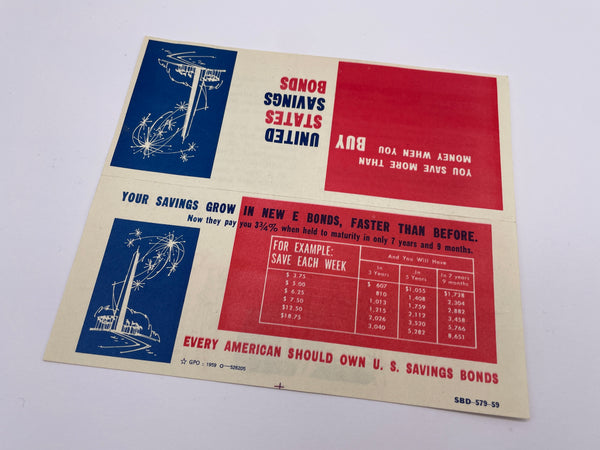 YOU SAVE MORE THAN
MONEY WHEN YOU BUY
UNITED
STATES
SAVINGS
BONDS
YOUR SAVINGS GROW IN NEW E BONDS, FASTER THAN BEFORE.
Now they pay you 3¾% when held to maturity in only 7 years and 9 months.
FOR EXAMPLE:
SAVE EACH WEEK
And You Will Have
In 3 Years
In 5 Years
In 7 years 9 months
$ 3.75 $ 607 $1,055 $1,738
$ 5.00 810 1,408 2,304
$ 6.25 1,013 1,759 2,882
$ 7.50 1,215 2,112 3,458
$12.50 2,026 3,520 5,766
$18.75 3,040 5,282 8,651
EVERY AMERICAN SHOULD OWN U. S. SAVINGS BONDS
☆ GPO : 1959 O—526205
SBD-579-59